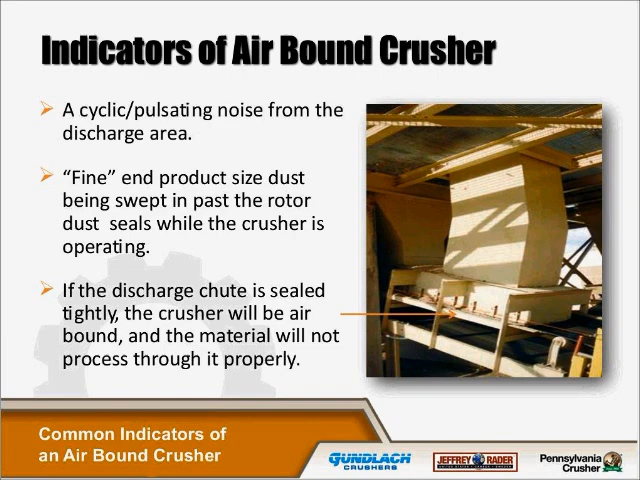 Indicators of Air Bound Crusher
A cyclic/pulsating noise from the
discharge area.
“Fine” end product size dust
being swept in past the rotor
dust seals while the crusher is
operating.
If the discharge chute is sealed
tightly, the crusher will be air
bound, and the material will not
process through it properly.
Common Indicators of
an Air Bound Crusher
GUNDLACH
CRUSHERS
JEFFREY RADER
Pennsylvania
Crusher